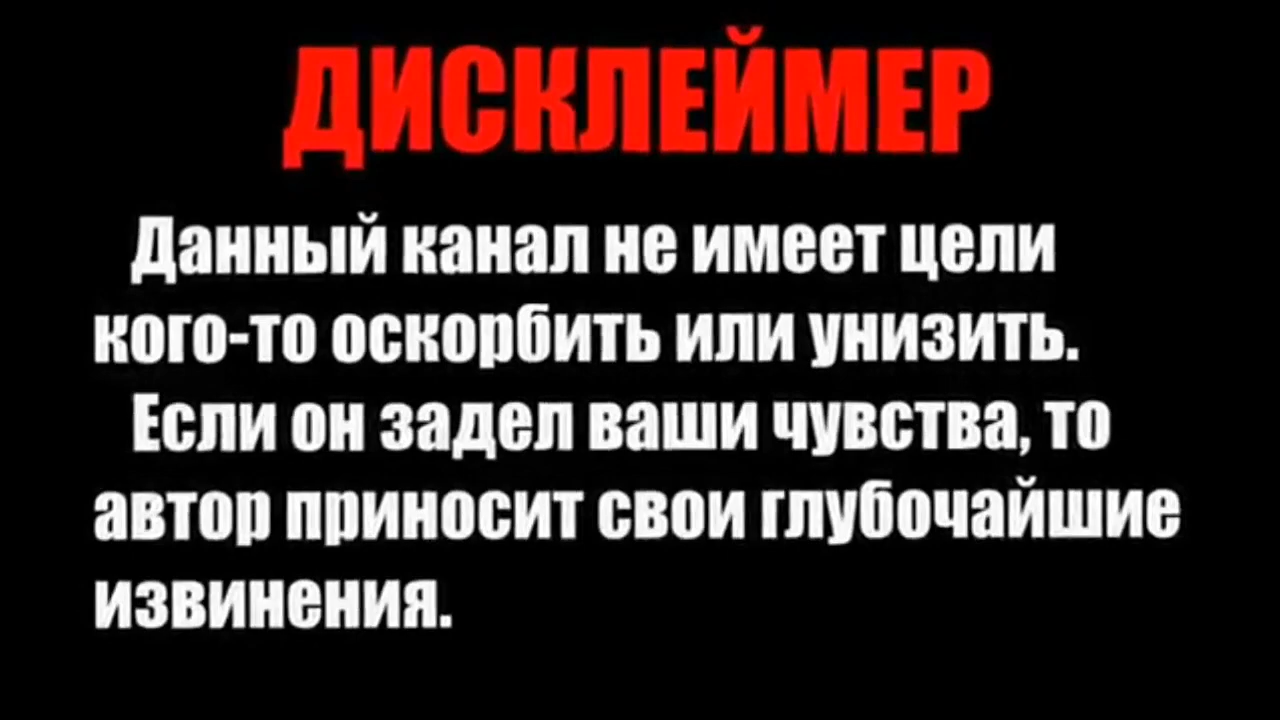 ДИСКЛЕЙМЕР
Данный канал не имеет цели
кого-то оскорбить или унизить.
Если он задел ваши чувства, то
автор приносит свои глубочайшие
извинения.